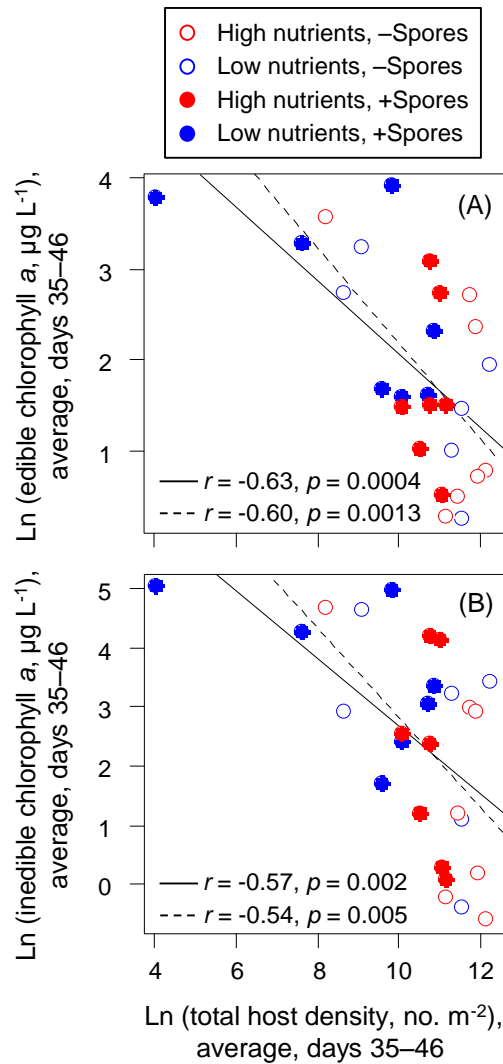 High nutrients, –Spores
Low nutrients, –Spores
High nutrients, +Spores
Low nutrients, +Spores
Ln (edible chlorophyll a, µg L-1),
average, days 35–46
4
3
2
1
(A)
r = -0.63, p = 0.0004
r = -0.60, p = 0.0013
Ln (inedible chlorophyll a, µg L-1),
average, days 35–46
5
4
3
2
1
0
(B)
r = -0.57, p = 0.002
r = -0.54, p = 0.005
4 6 8 10 12
Ln (total host density, no. m-2),
average, days 35–46